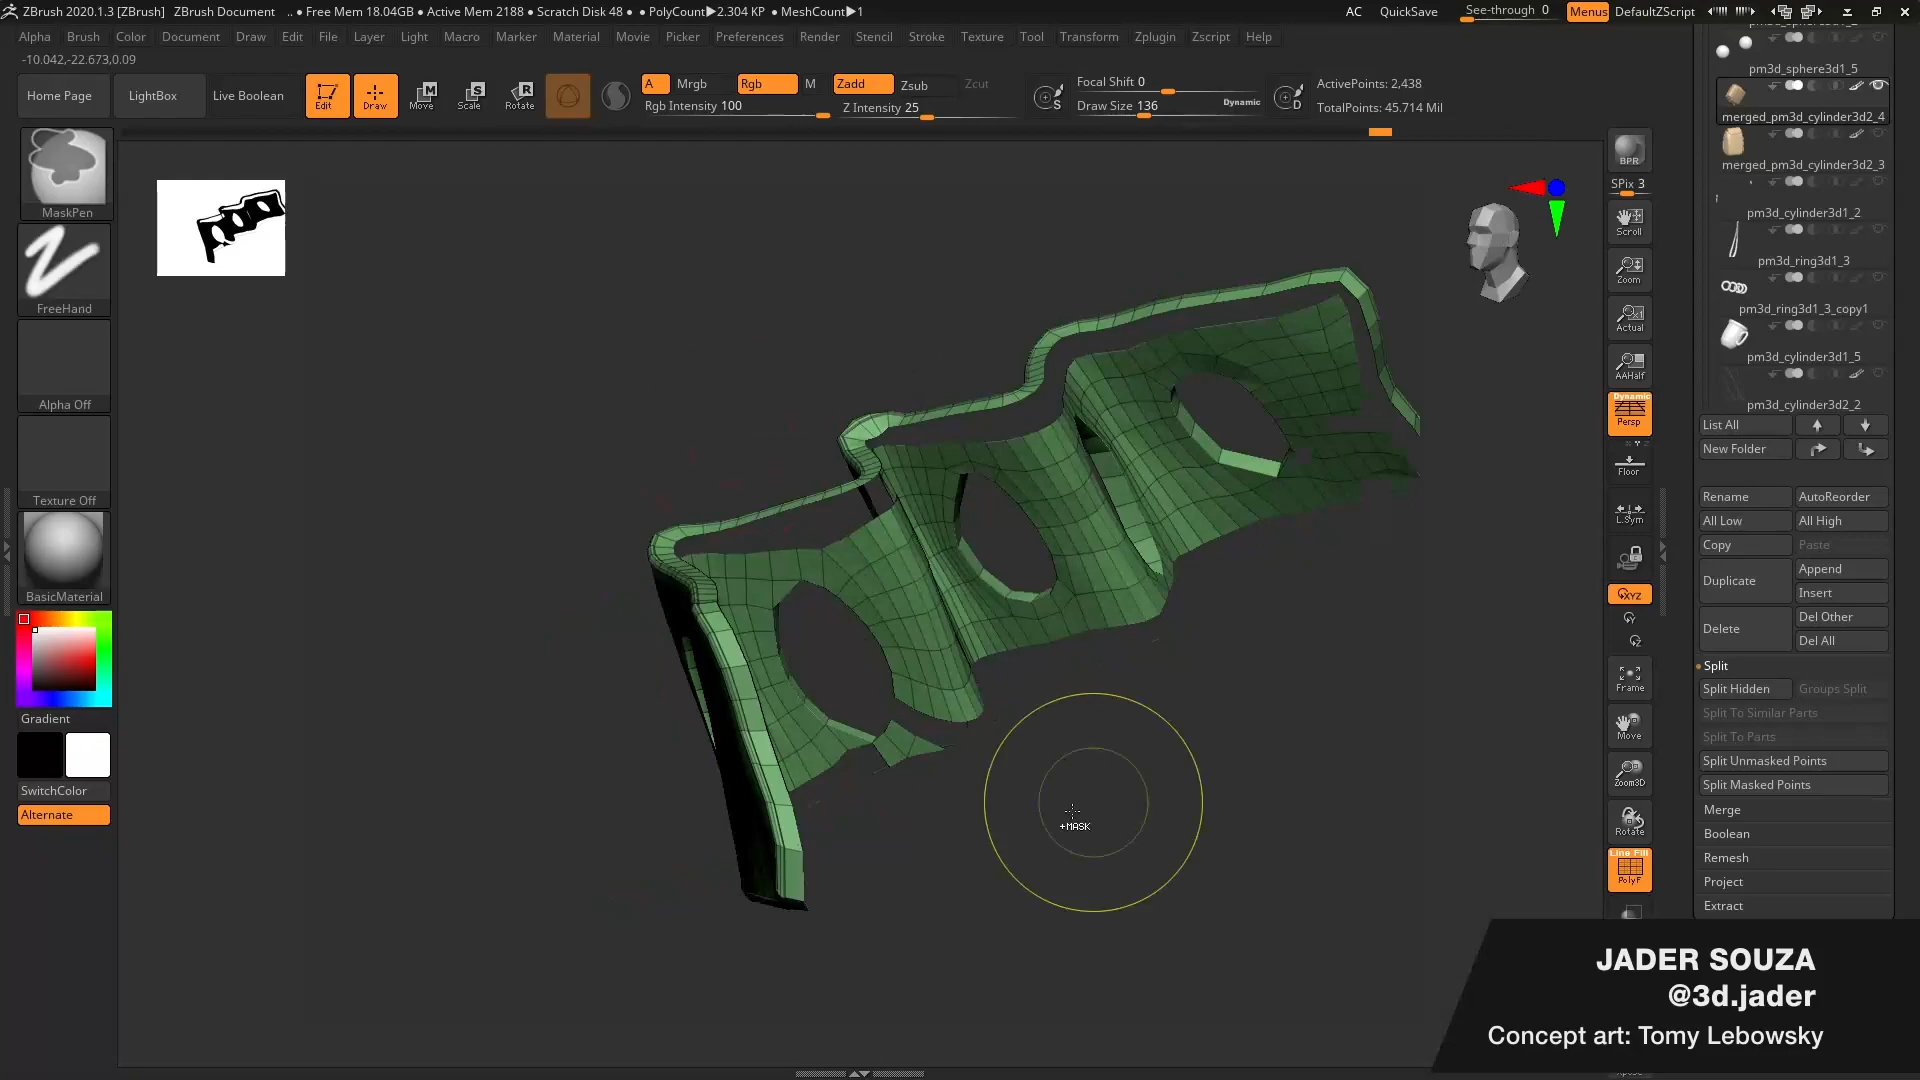 ZBrush 2020.1.3 [ZBrush] ZBrush Document .. ● Free Mem 18.04GB ● Active Mem 2188 ● Scratch Disk 48 ● ● PolyCount▶2.304 KP ● MeshCount▶1 AC QuickSave See-through 0 Menus DefaultZScript
Alpha Brush Color Document Draw Edit File Layer Light Macro Marker Material Movie Picker Preferences Render Stencil Stroke Texture Tool Transform Zplugin Zscript Help
-10.042,-22.673,0.09
Home Page LightBox Live Boolean Edit Draw Move Scale Rotate
A Mrgb Rgb M Zadd Zsub Zcut
Rgb Intensity 100 Z Intensity 25
Focal Shift 0
Draw Size 136 Dynamic
ActivePoints: 2,438
TotalPoints: 45.714 Mil
MaskPen
FreeHand
Alpha Off
Texture Off
BasicMaterial
Gradient
SwitchColor
Alternate
+MASK
BPR
SPix 3
Scroll
Zoom
Actual
AAHalf
Dynamic
Persp
Floor
L.Sym
XYZ
Frame
Move
Zoom3D
Rotate
Line Fill
PolyF
pm3d_sphere3d1_5
merged_pm3d_cylinder3d2_4
merged_pm3d_cylinder3d2_3
pm3d_cylinder3d1_2
pm3d_ring3d1_3
pm3d_ring3d1_3_copy1
pm3d_cylinder3d1_5
pm3d_cylinder3d2_2
List All
New Folder
Rename AutoReorder
All Low All High
Copy Paste
Duplicate Append
Insert
Delete Del Other
Del All
Split
Split Hidden Groups Split
Split To Similar Parts
Split To Parts
Split Unmasked Points
Split Masked Points
Merge
Boolean
Remesh
Project
Extract
JADER SOUZA
@3d.jader
Concept art: Tomy Lebowsky